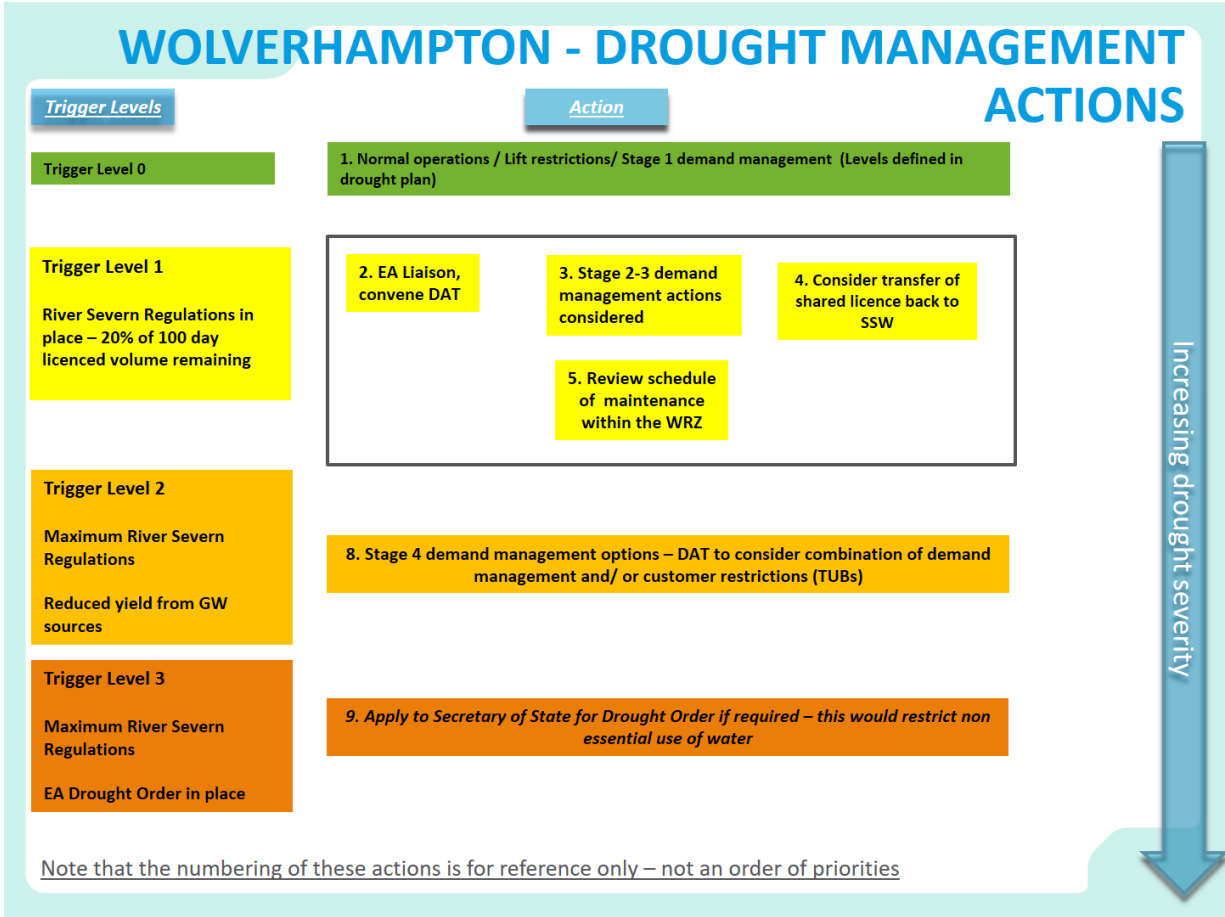 WOLVERHAMPTON - DROUGHT MANAGEMENT
ACTIONS
Trigger Levels
Action
Trigger Level 0
1. Normal operations / Lift restrictions/ Stage 1 demand management  (Levels defined in
drought plan)
Trigger Level 1
River Severn Regulations in
place – 20% of 100 day
licenced volume remaining
2. EA Liaison,
convene DAT
3. Stage 2-3 demand
management actions
considered
4. Consider transfer of
shared licence back to
SSW
5. Review schedule
of  maintenance
within the WRZ
Trigger Level 2
Maximum River Severn
Regulations
Reduced yield from GW
sources
8. Stage 4 demand management options – DAT to consider combination of demand
management and/ or customer restrictions (TUBs)
Trigger Level 3
Maximum River Severn
Regulations
EA Drought Order in place
9. Apply to Secretary of State for Drought Order if required – this would restrict non
essential use of water
Increasing drought severity
Note that the numbering of these actions is for reference only – not an order of priorities